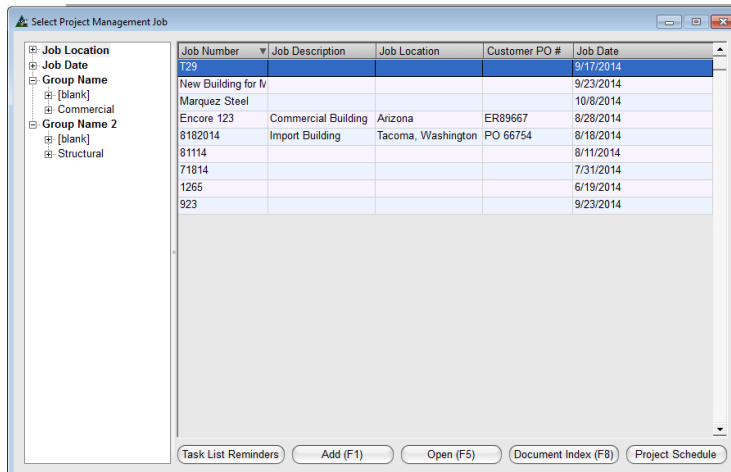 Select Project Management Job
Job Location
Job Date
Group Name
[blank]
Commercial
Group Name 2
[blank]
Structural
Job Number Job Description Job Location Customer PO # Job Date
T29 9/17/2014
New Building for M 9/23/2014
Marquez Steel 10/8/2014
Encore 123 Commercial Building Arizona ER89667 8/28/2014
8182014 Import Building Tacoma, Washington PO 66754 8/18/2014
81114 8/11/2014
71814 7/31/2014
1265 6/19/2014
923 9/23/2014
Task List Reminders Add (F1) Open (F5) Document Index (F8) Project Schedule